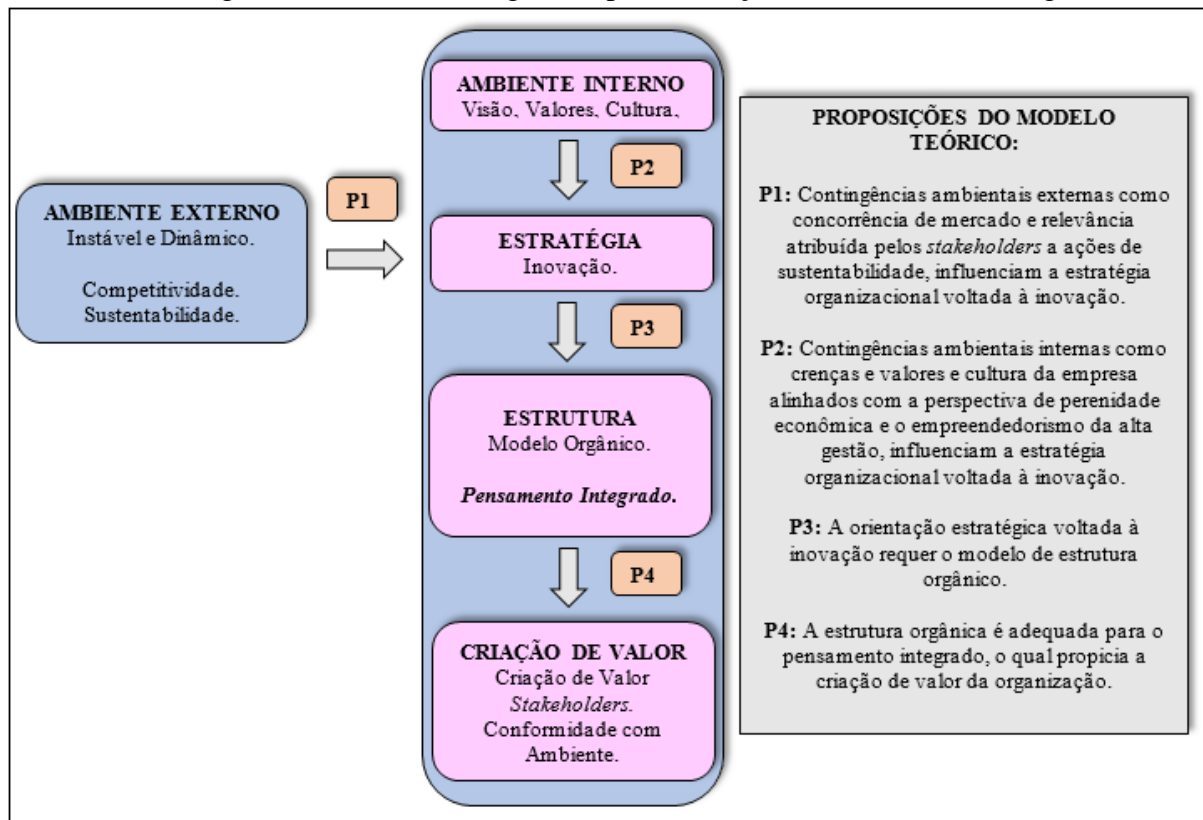 AMBIENTE EXTERNO
Instável e Dinâmico.
Competitividade.
Sustentabilidade.
P1
AMBIENTE INTERNO
Visão, Valores, Cultura,
P2
ESTRATÉGIA
Inovação.
P3
ESTRUTURA
Modelo Orgânico.
Pensamento Integrado.
P4
CRIAÇÃO DE VALOR
Criação de Valor
Stakeholders.
Conformidade com
Ambiente.
PROPOSIÇÕES DO MODELO
TEÓRICO:
P1: Contingências ambientais externas como
concorrência de mercado e relevância
atribuída pelos stakeholders a ações de
sustentabilidade, influenciam a estratégia
organizacional voltada à inovação.
P2: Contingências ambientais internas como
crenças e valores e cultura da empresa
alinhados com a perspectiva de perenidade
econômica e o empreendedorismo da alta
gestão, influenciam a estratégia
organizacional voltada à inovação.
P3: A orientação estratégica voltada à
inovação requer o modelo de estrutura
orgânico.
P4: A estrutura orgânica é adequada para o
pensamento integrado, o qual propicia a
criação de valor da organização.